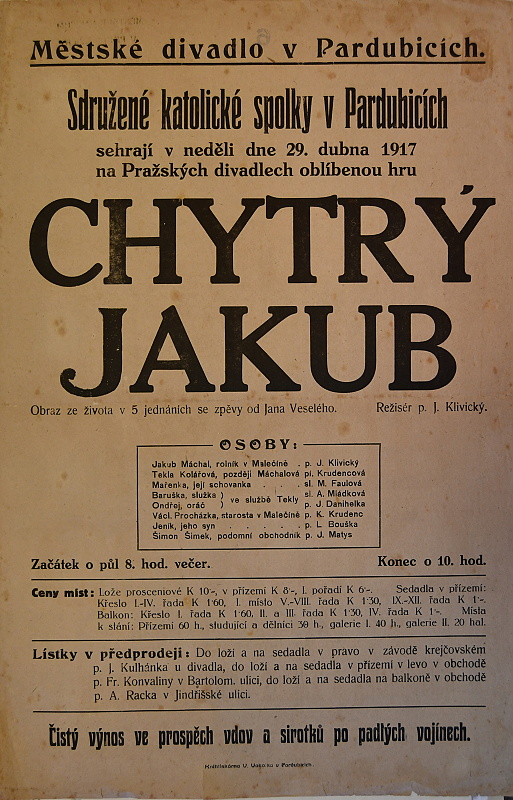 Městské divadlo v Pardubicích.
Sdružené katolické spolky v Pardubicích
sehrají v neděli dne 29. dubna 1917
na Pražských divadlech oblíbenou hru
CHYTRÝ
JAKUB
Obraz ze života v 5 jednáních se zpěvy od Jana Veselého. Režisér p. J. Klivický.
OSOBY:
Jakub Máchal, rolník v Malečíně . p. J. Klivický
Tekla Kolářová, později Máchalová pí. Krudencová
Mařenka, její schovanka . . . sl. M. Faulová
Baruška, služka ) ve službě Tekly sl. A. Mládková
Ondřej, oráč ) p. J. Danihelka
Václ. Procházka, starosta v Malečíně p. K. Krudenc
Jeník, jeho syn . . . . . p. L. Bouška
Šimon Šimek, podomní obchodník p. J. Matys
Začátek o půl 8. hod. večer. Konec o 10. hod.
Ceny míst: Lože prosceniové K 10·-, v přízemí K 8·-, I. pořadí K 6·-. Sedadla v přízemí:
Křeslo I.-IV. řada K 1·60, I. místo V.-VIII. řada K 1·30, IX.-XII. řada K 1·-.
Balkon: Křeslo I. řada K 1·60, II. a III. řada K 1·30, IV. řada K 1·-. Místa
k stání: Přízemí 60 h., studující a dělníci 30 h., galerie I. 40 h., galerie II. 20 hal.
Lístky v předprodeji: Do loží a na sedadla v pravo v závodě krejčovském
p. J. Kulhánka u divadla, do loží a na sedadla v přízemí v levo v obchodě
p. Fr. Konvaliny v Bartolom. ulici, do loží a na sedadla na balkoně v obchodě
p. A. Racka v Jindřišské ulici.
Čistý výnos ve prospěch vdov a sirotků po padlých vojínech.
Knihtiskárna V. Vokolka v Pardubicích.